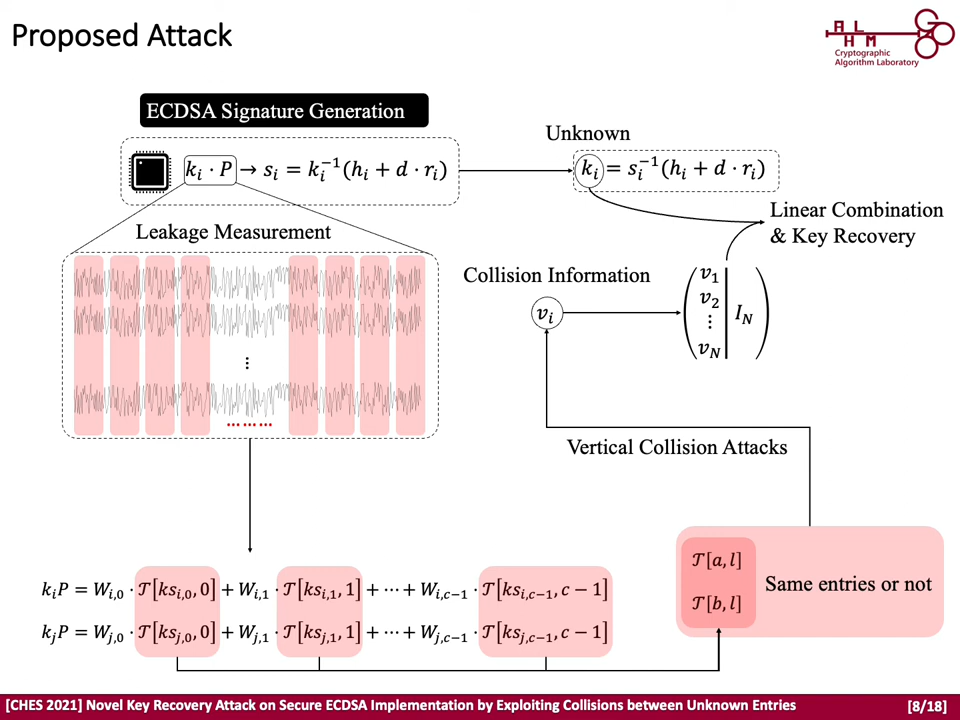 Proposed Attack
A L
H M
Cryptographic
Algorithm Laboratory
ECDSA Signature Generation
k_i · P → s_i = k_i^{-1}(h_i + d · r_i)
Unknown
k_i = s_i^{-1}(h_i + d · r_i)
Leakage Measurement
Linear Combination
& Key Recovery
Collision Information
v_i
v_1
v_2
⋮
v_N
I_N
⋮
………
Vertical Collision Attacks
𝒯[a, l]
𝒯[b, l]
Same entries or not
k_iP = W_{i,0} · 𝒯[ks_{i,0}, 0] + W_{i,1} · 𝒯[ks_{i,1}, 1] + ⋯ + W_{i,c−1} · 𝒯[ks_{i,c−1}, c − 1]
k_jP = W_{j,0} · 𝒯[ks_{j,0}, 0] + W_{j,1} · 𝒯[ks_{j,1}, 1] + ⋯ + W_{j,c−1} · 𝒯[ks_{j,c−1}, c − 1]
[CHES 2021] Novel Key Recovery Attack on Secure ECDSA Implementation by Exploiting Collisions between Unknown Entries
[8/18]